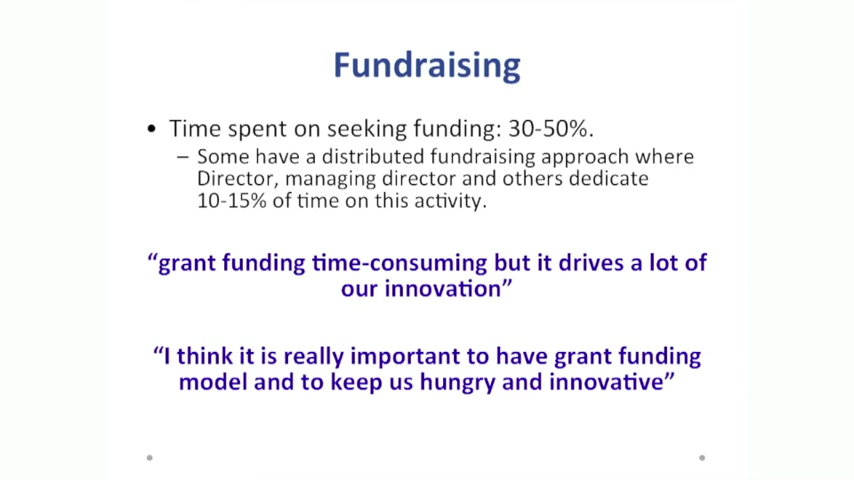 Fundraising
• Time spent on seeking funding: 30-50%.
– Some have a distributed fundraising approach where
Director, managing director and others dedicate
10-15% of time on this activity.
“grant funding time-consuming but it drives a lot of
our innovation”
“I think it is really important to have grant funding
model and to keep us hungry and innovative”